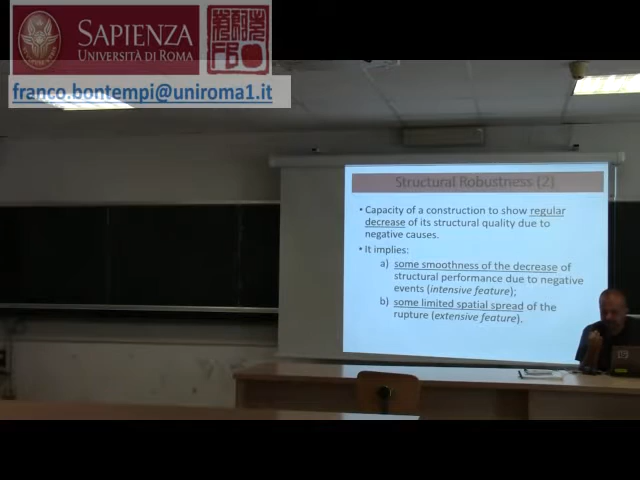 SAPIENZA
UNIVERSITÀ DI ROMA
franco.bontempi@uniroma1.it
Structural Robustness (2)
• Capacity of a construction to show regular
decrease of its structural quality due to
negative causes.
• It implies:
a) some smoothness of the decrease of
structural performance due to negative
events (intensive feature);
b) some limited spatial spread of the
rupture (extensive feature).